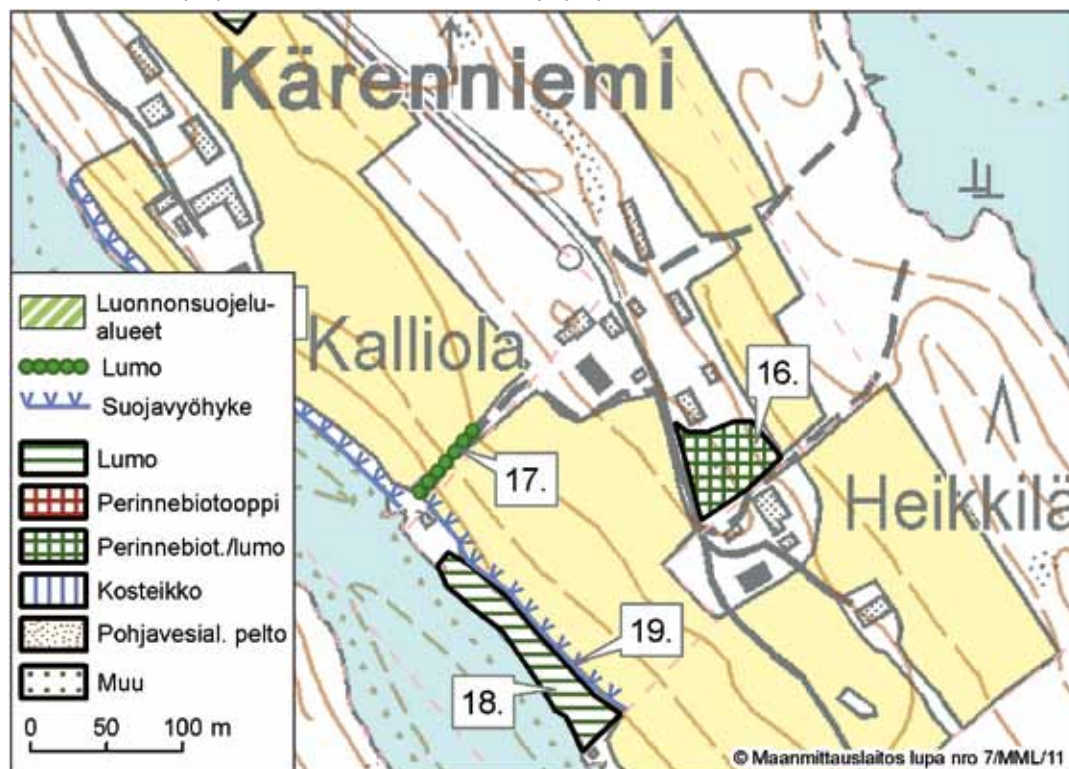 Kärenniemi
Kalliola
16.
17.
Heikkilä
19.
18.
Luonnonsuojelu-
alueet
Lumo
Suojavyöhyke
Lumo
Perinnebiotooppi
Perinnebiot./lumo
Kosteikko
Pohjavesial. pelto
Muu
0 50 100 m
© Maanmittauslaitos lupa nro 7/MML/11